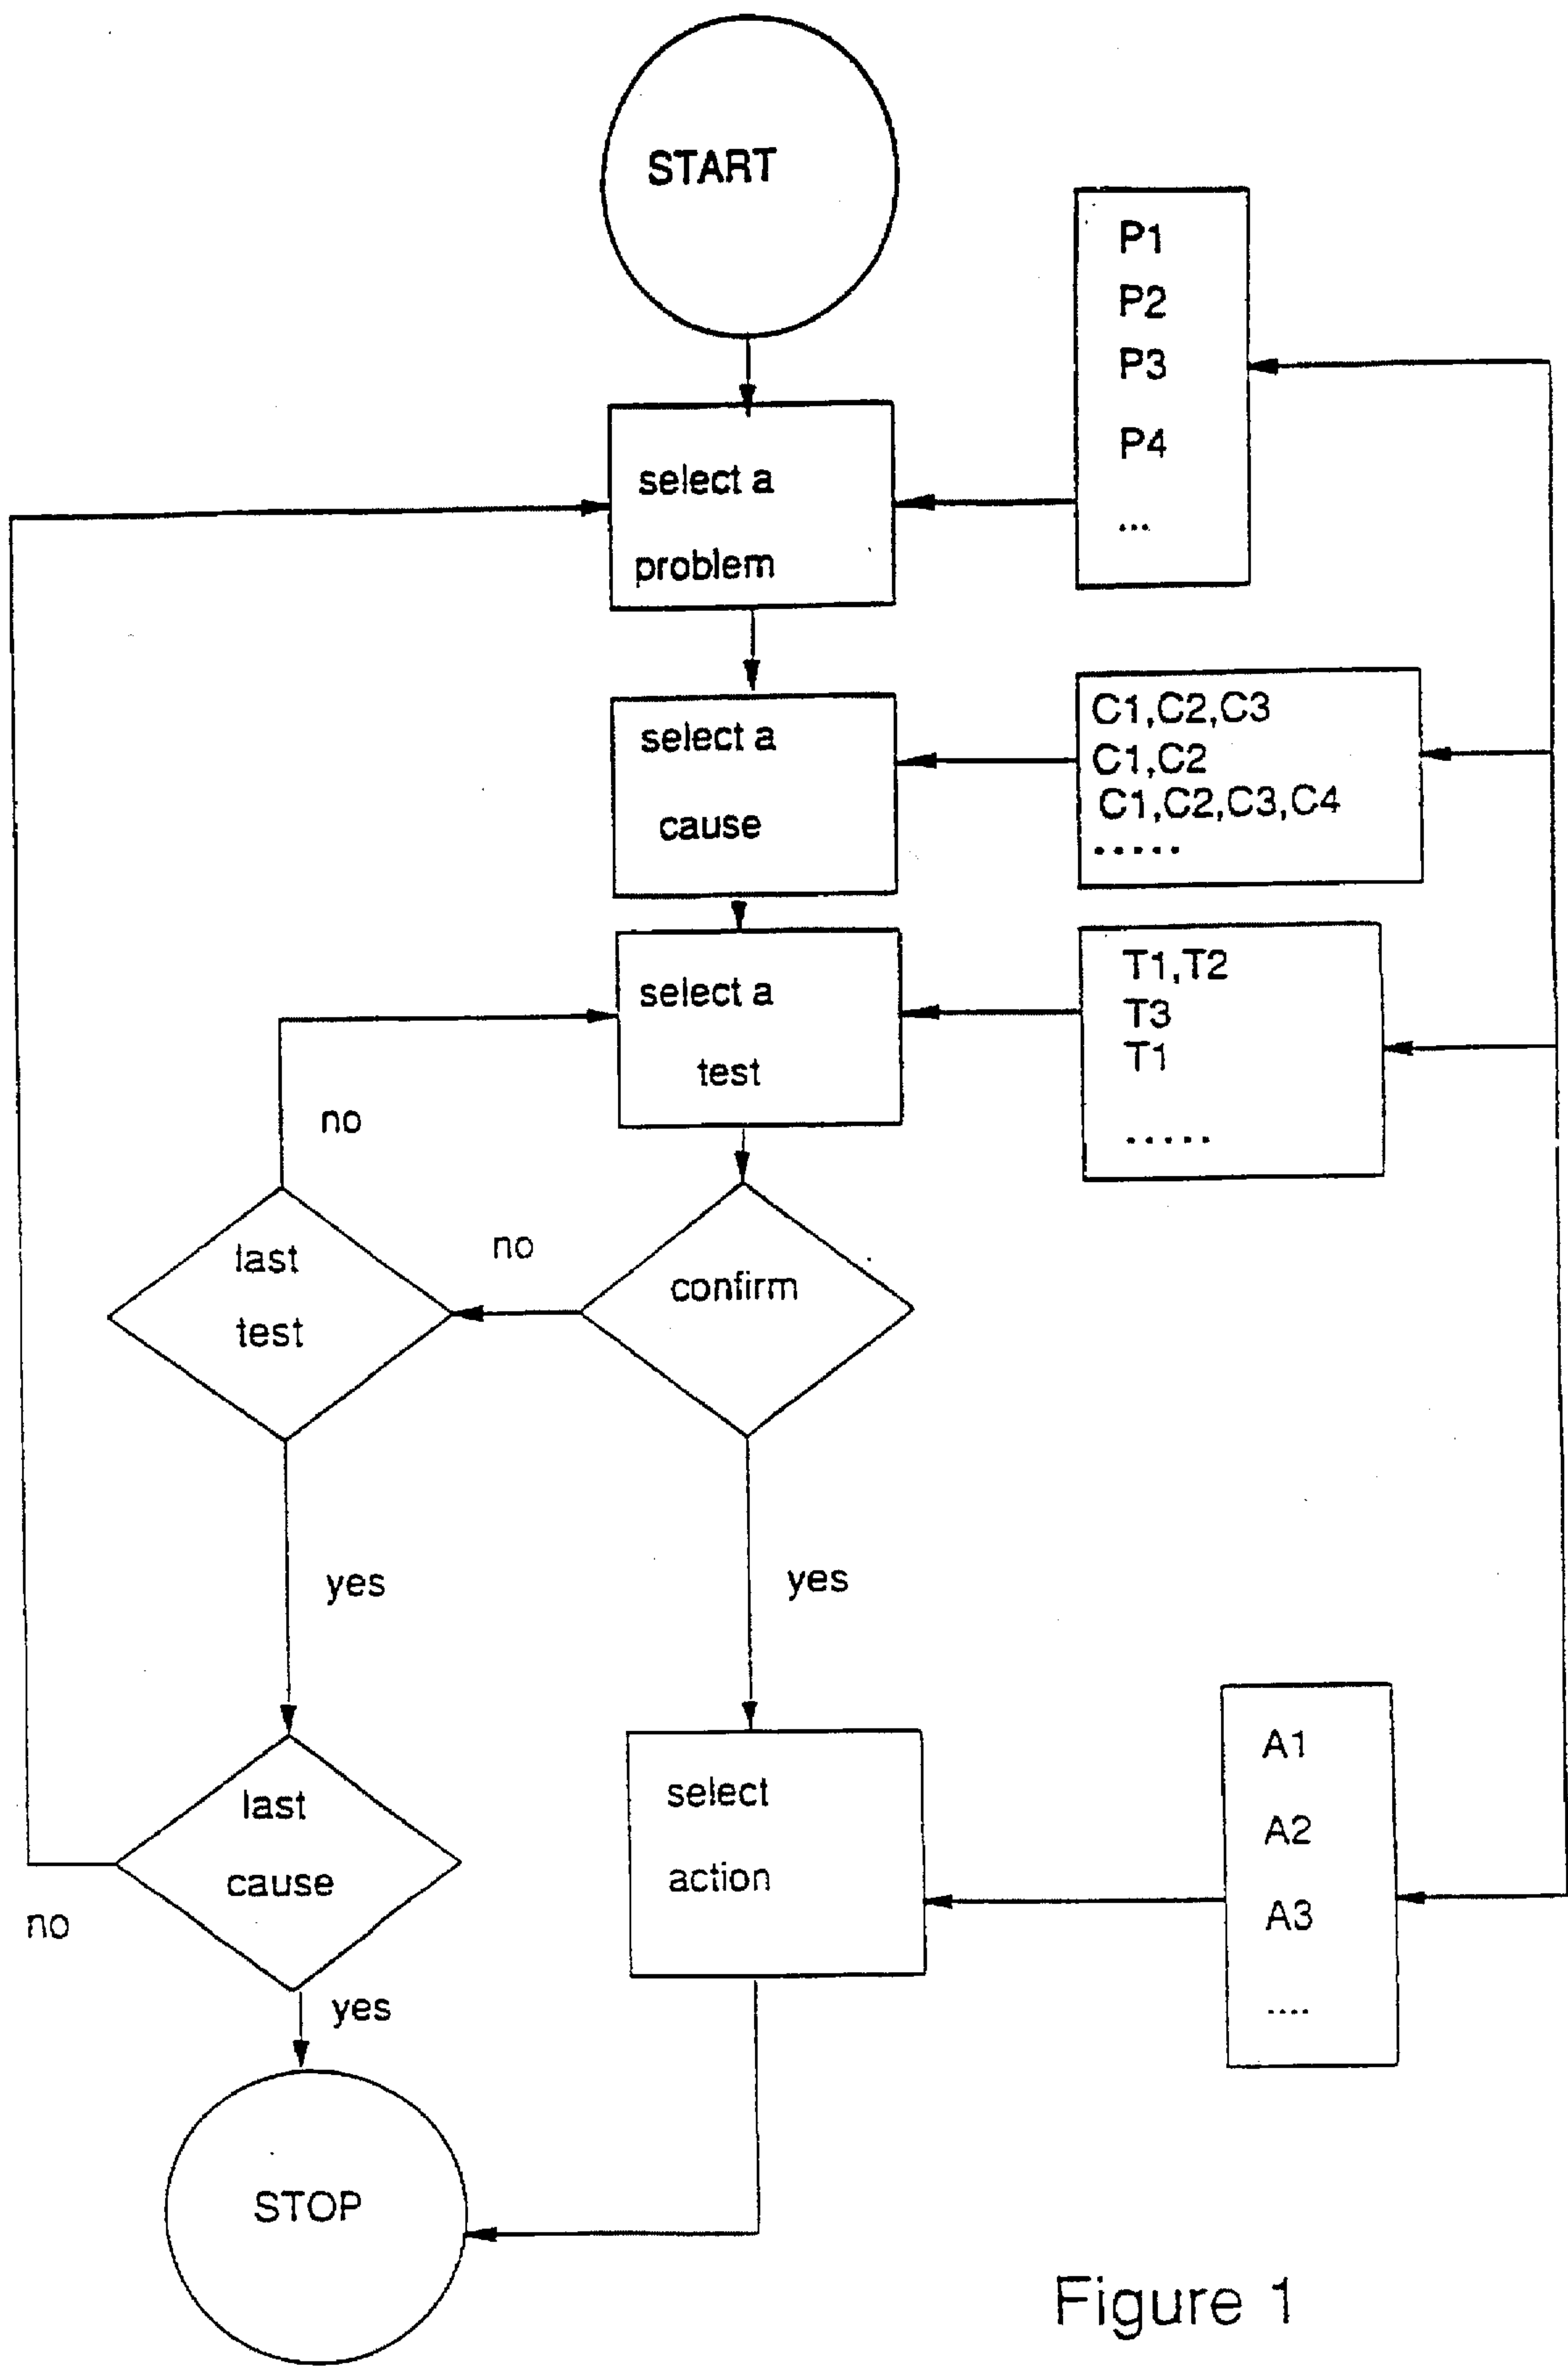 START
P1
P2
P3
P4
...
select a
problem
select a
cause
C1,C2,C3
C1,C2
C1,C2,C3,C4
.....
select a
test
T1,T2
T3
T1
.....
no
last
test
no
confirm
yes
yes
last
cause
no
yes
select
action
A1
A2
A3
....
STOP
Figure 1